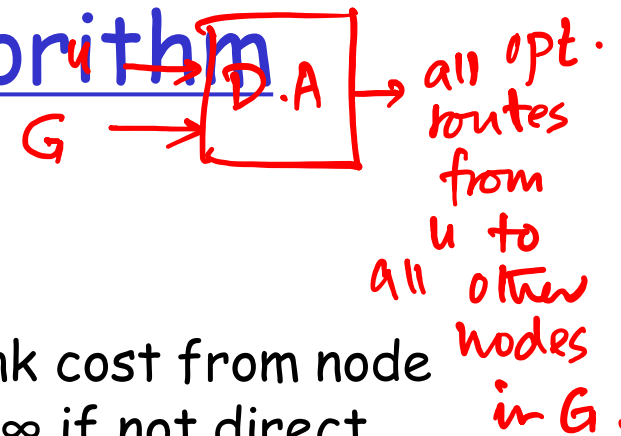 orithm
u
D.A
G
all opt.
routes
from
u to
all other
nodes
in G.
nk cost from node
∞ if not direct